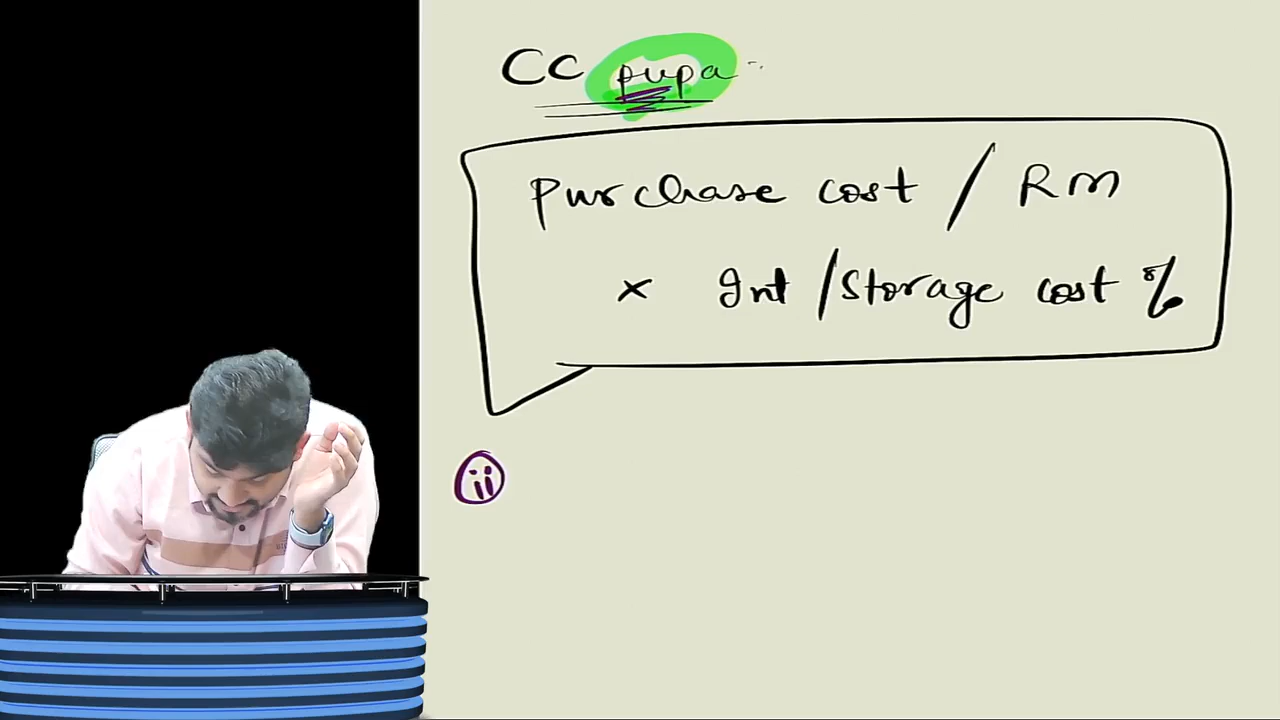 CC pupa
Purchase cost / RM
× Int / Storage cost %
ii